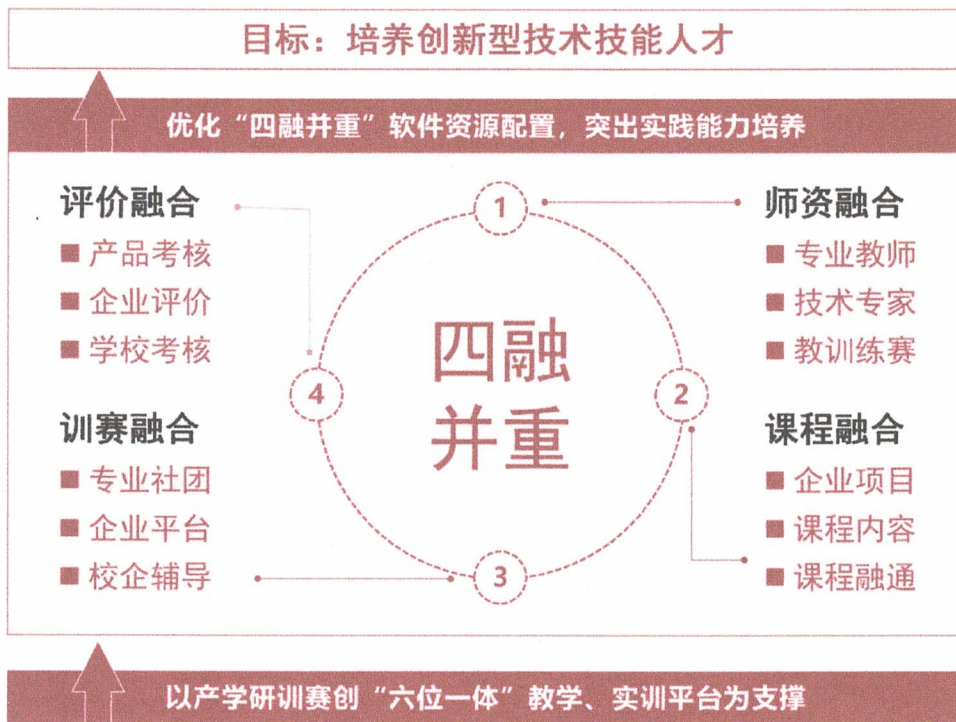 目标：培养创新型技术技能人才
优化“四融并重”软件资源配置，突出实践能力培养
评价融合
■ 产品考核
■ 企业评价
■ 学校考核
训赛融合
■ 专业社团
■ 企业平台
■ 校企辅导
1
2
3
4
四融
并重
师资融合
■ 专业教师
■ 技术专家
■ 教训练赛
课程融合
■ 企业项目
■ 课程内容
■ 课程融通
以产学研训赛创“六位一体”教学、实训平台为支撑